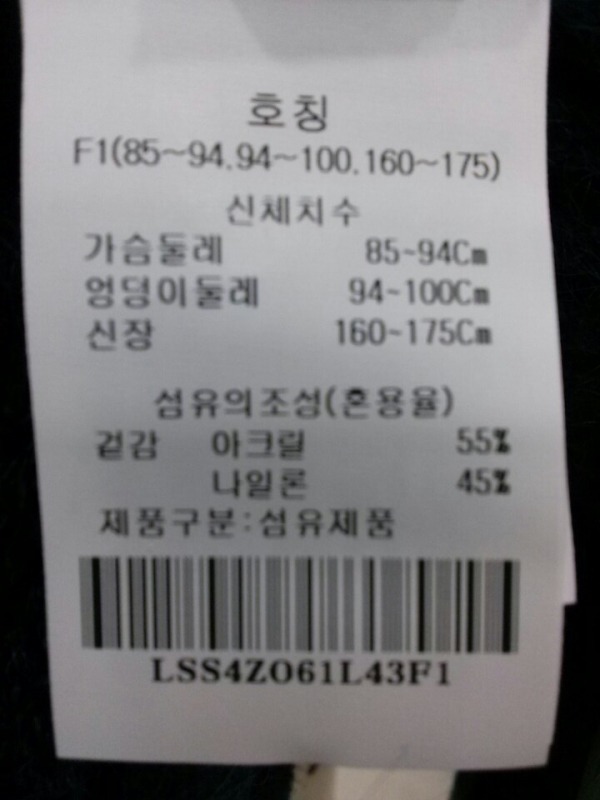 호칭
F1(85~94.94~100.160~175)
신체치수
가슴둘레 85~94Cm
엉덩이둘레 94~100Cm
신장 160~175Cm
섬유의조성(혼용율)
겉감 아크릴 55%
나일론 45%
제품구분:섬유제품
LSS4ZO61L43F1